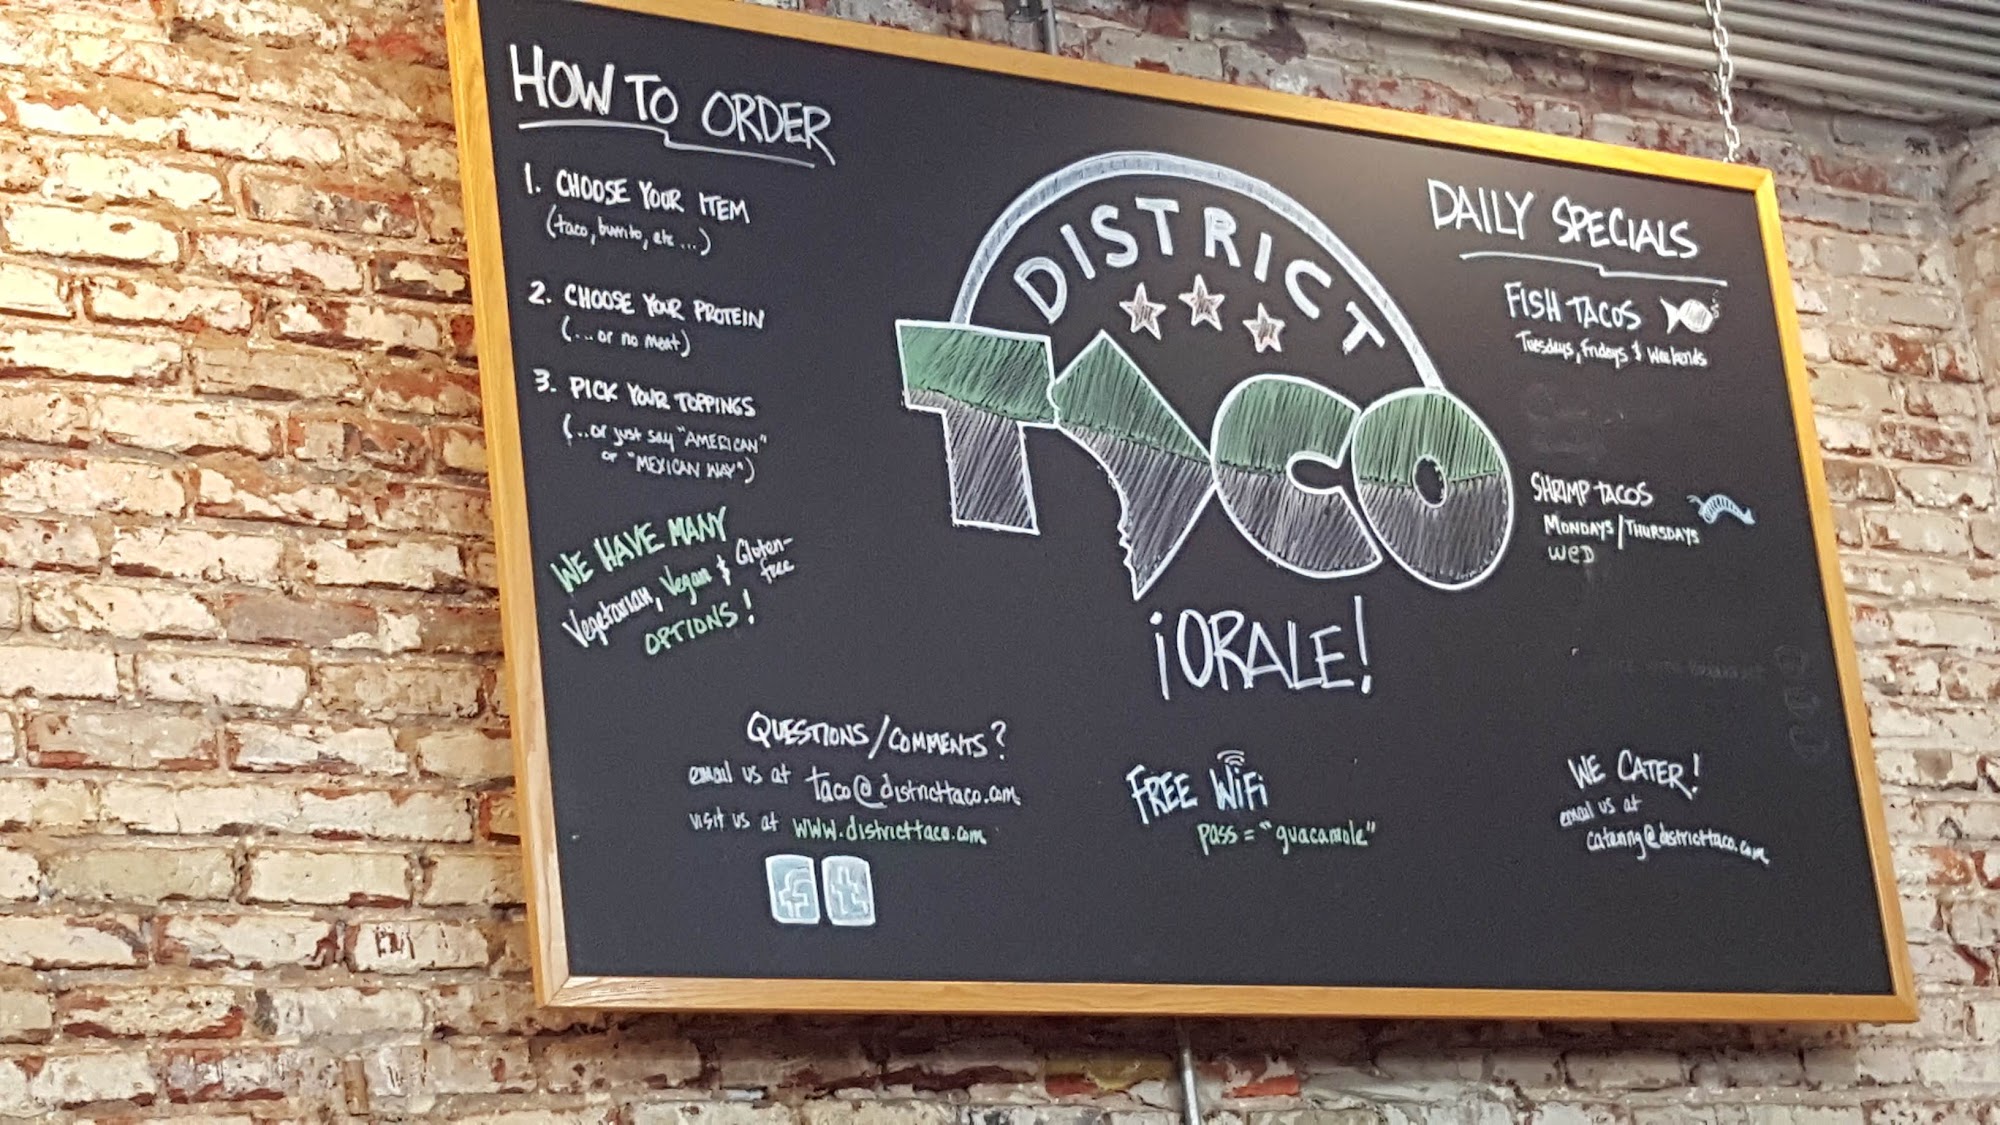 HOW TO ORDER
1. CHOOSE YOUR ITEM
(taco, burrito, etc...)
2. CHOOSE YOUR PROTEIN
(...or no meat)
3. PICK YOUR TOPPINGS
(...or just say "AMERICAN"
or "MEXICAN WAY")
WE HAVE MANY
Vegetarian, Vegan & Gluten-
free
OPTIONS!
DISTRICT
TACO
¡ORALE!
DAILY SPECIALS
FISH TACOS
Tuesdays, Fridays & Weekends
SHRIMP TACOS
MONDAYS/THURSDAYS
WED
QUESTIONS/COMMENTS?
email us at taco@districttaco.com
visit us at www.districttaco.com
f t
FREE WiFi
pass = "guacamole"
WE CATER!
email us at
catering@districttaco.com